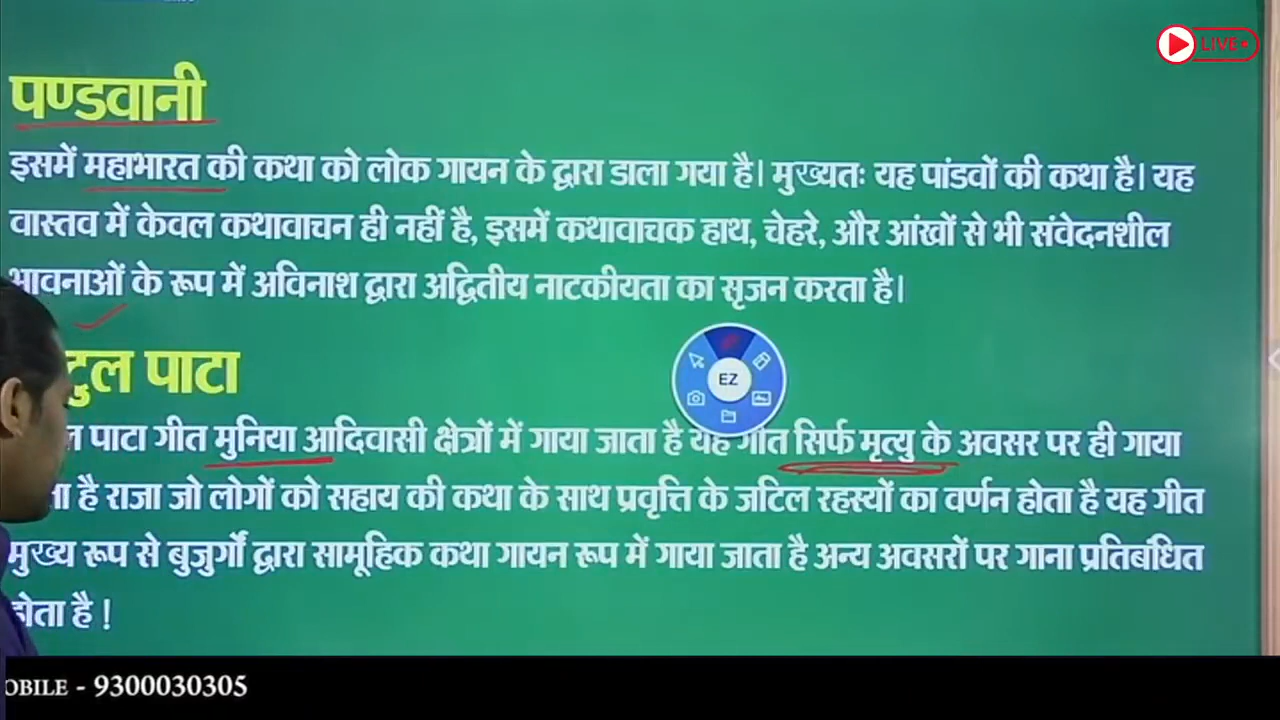 LIVE
पण्डवानी
इसमें महाभारत की कथा को लोक गायन के द्वारा डाला गया है। मुख्यतः यह पांडवों की कथा है। यह
वास्तव में केवल कथावाचन ही नहीं है, इसमें कथावाचक हाथ, चेहरे, और आंखों से भी संवेदनशील
भावनाओं के रूप में अविनाश द्वारा अद्वितीय नाटकीयता का सृजन करता है।
टुल पाटा
EZ
ल पाटा गीत मुनिया आदिवासी क्षेत्रों में गाया जाता है यह गीत सिर्फ मृत्यु के अवसर पर ही गाया
ता है राजा जो लोगों को सहाय की कथा के साथ प्रवृत्ति के जटिल रहस्यों का वर्णन होता है यह गीत
मुख्य रूप से बुजुर्गों द्वारा सामूहिक कथा गायन रूप में गाया जाता है अन्य अवसरों पर गाना प्रतिबंधित
होता है !
OBILE - 9300030305